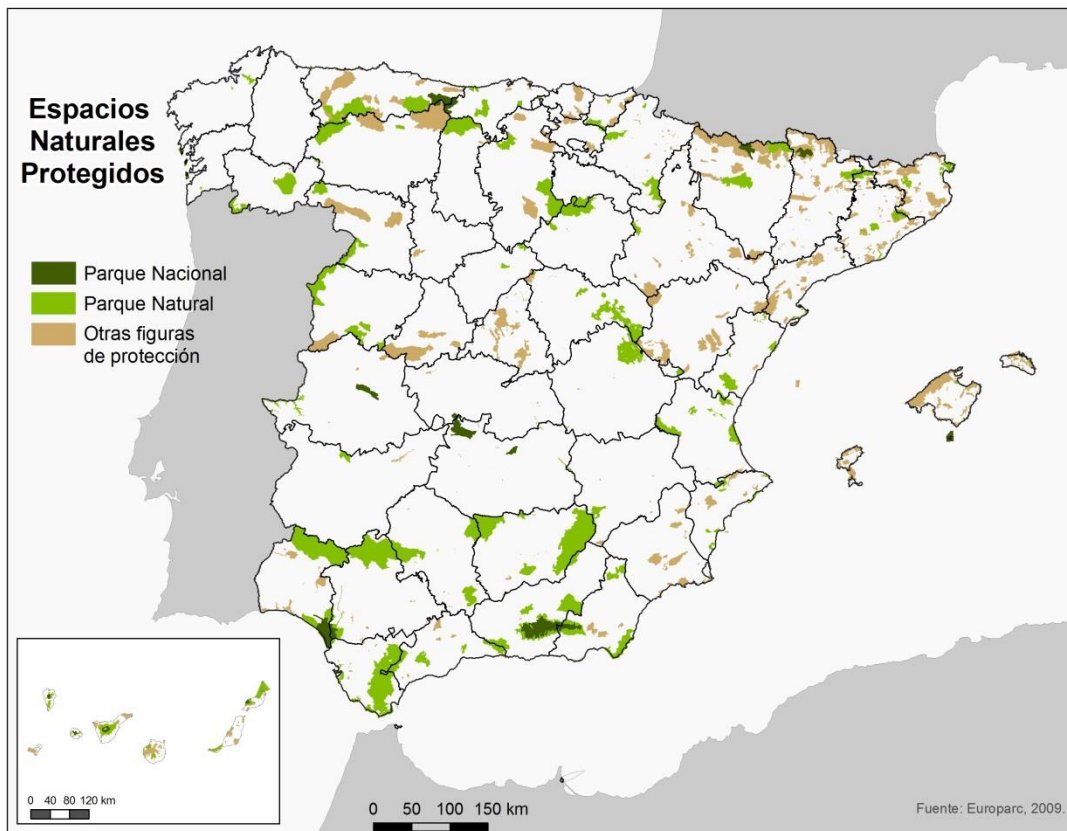 Espacios
Naturales
Protegidos
Parque Nacional
Parque Natural
Otras figuras
de protección
0 40 80 120 km
0 50 100 150 km
Fuente: Europarc, 2009.